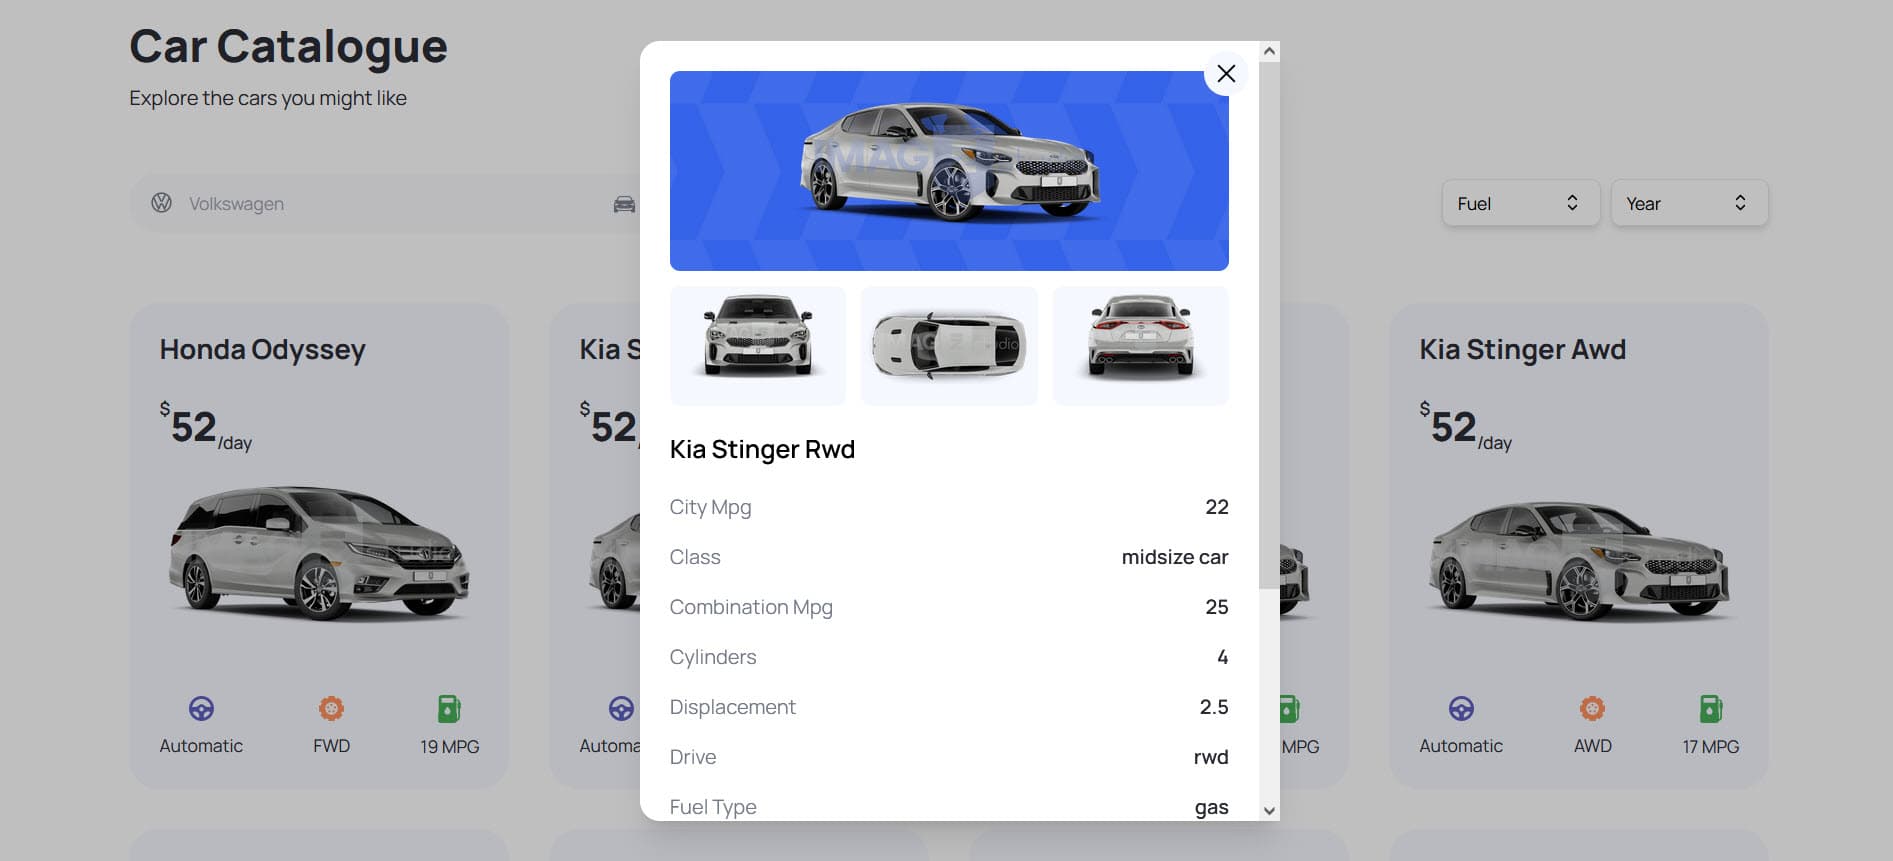 Car Catalogue
Explore the cars you might like
Volkswagen
Fuel
Year
Honda Odyssey
$52/day
Automatic
FWD
19 MPG
Kia S
$52
Automa
MPG
Kia Stinger Awd
$52/day
Automatic
AWD
17 MPG
IMAG
Kia Stinger Rwd
City Mpg 22
Class midsize car
Combination Mpg 25
Cylinders 4
Displacement 2.5
Drive rwd
Fuel Type gas